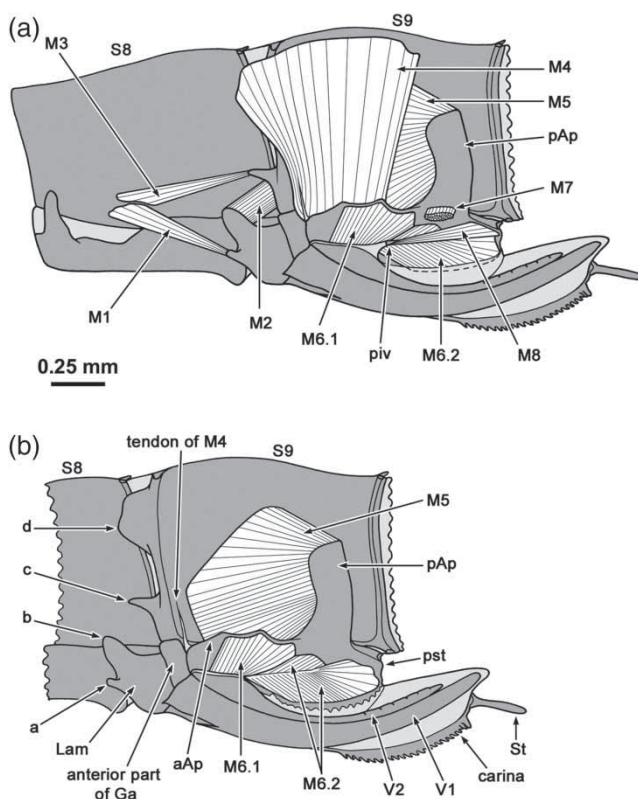 (a)
S8
S9
M3
M4
M5
pAp
M7
M1
M2
M6.1
piv
M6.2
M8
0.25 mm
(b)
tendon of M4
S8
S9
d
M5
c
pAp
b
pst
a
Lam
anterior part
of Ga
aAp
M6.1
M6.2
V2
V1
carina
St